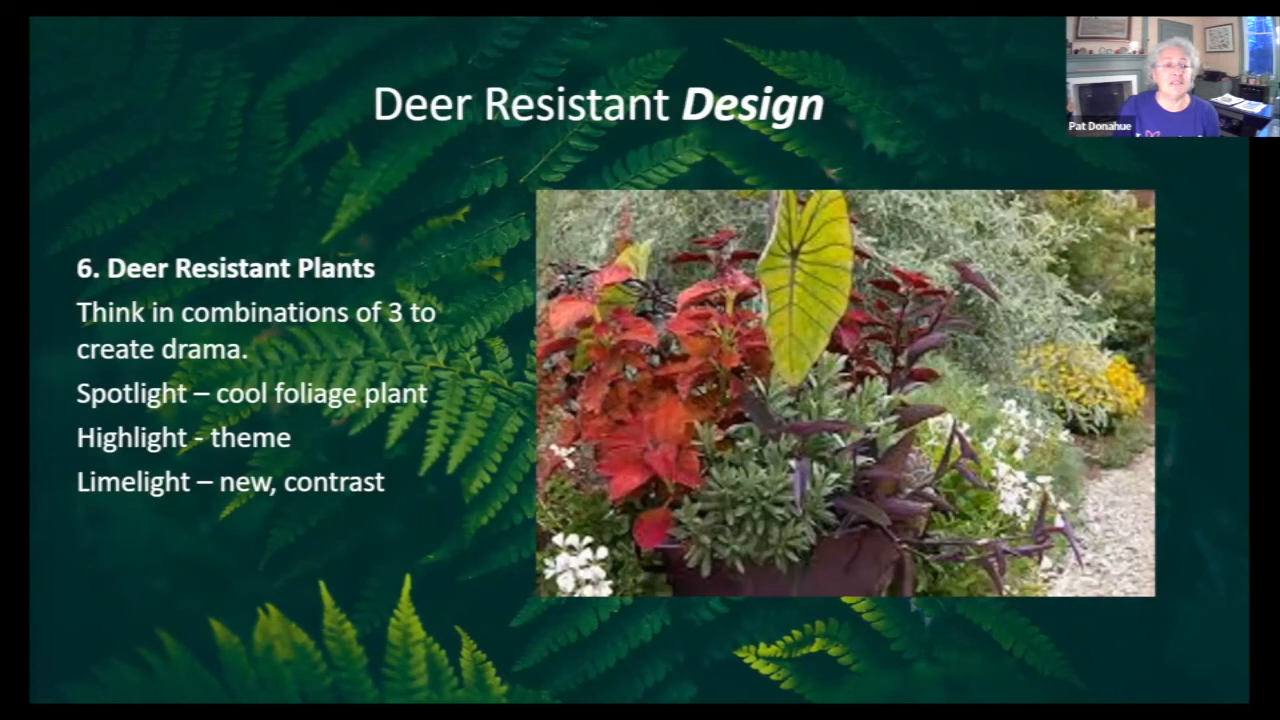 Deer Resistant Design
Pat Donahue
6. Deer Resistant Plants
Think in combinations of 3 to
create drama.
Spotlight – cool foliage plant
Highlight - theme
Limelight – new, contrast